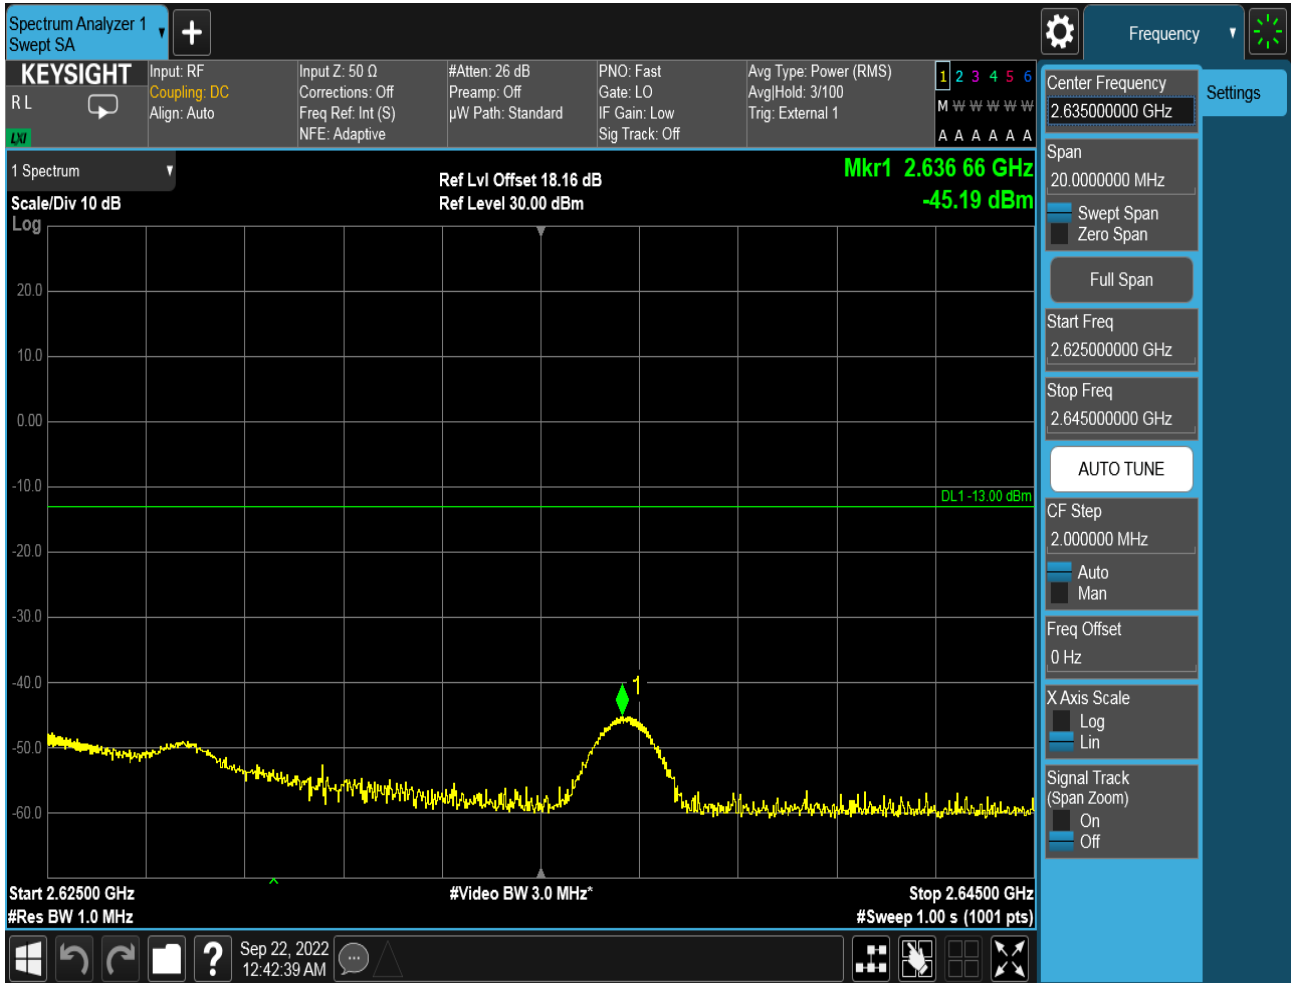 Spectrum Analyzer 1
Swept SA
Frequency
KEYSIGHT
R L
LXI
Input: RF
Coupling: DC
Align: Auto
Input Z: 50 Ω
Corrections: Off
Freq Ref: Int (S)
NFE: Adaptive
#Atten: 26 dB
Preamp: Off
µW Path: Standard
PNO: Fast
Gate: LO
IF Gain: Low
Sig Track: Off
Avg Type: Power (RMS)
Avg|Hold: 3/100
Trig: External 1
1 2 3 4 5 6
M W W W W W
A A A A A A
1 Spectrum
Scale/Div 10 dB
Log
Ref Lvl Offset 18.16 dB
Ref Level 30.00 dBm
Mkr1 2.636 66 GHz
-45.19 dBm
20.0
10.0
0.00
-10.0
DL1 -13.00 dBm
-20.0
-30.0
-40.0
1
-50.0
-60.0
Start 2.62500 GHz
#Res BW 1.0 MHz
#Video BW 3.0 MHz*
Stop 2.64500 GHz
#Sweep 1.00 s (1001 pts)
?
Sep 22, 2022
12:42:39 AM
Settings
Center Frequency
2.635000000 GHz
Span
20.0000000 MHz
Swept Span
Zero Span
Full Span
Start Freq
2.625000000 GHz
Stop Freq
2.645000000 GHz
AUTO TUNE
CF Step
2.000000 MHz
Auto
Man
Freq Offset
0 Hz
X Axis Scale
Log
Lin
Signal Track
(Span Zoom)
On
Off